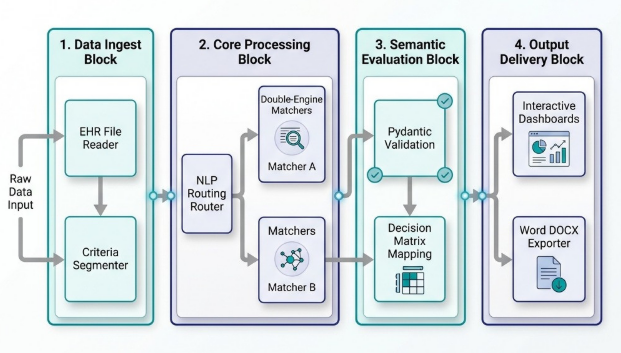 1. Data Ingest
Block
2. Core Processing
Block
3. Semantic
Evaluation Block
4. Output
Delivery Block
Raw
Data
Input
EHR File
Reader
Criteria
Segmenter
NLP
Routing
Router
Double-Engine
Matchers
Matcher A
Matchers
Matcher B
Pydantic
Validation
Decision
Matrix
Mapping
Interactive
Dashboards
Word DOCX
Exporter